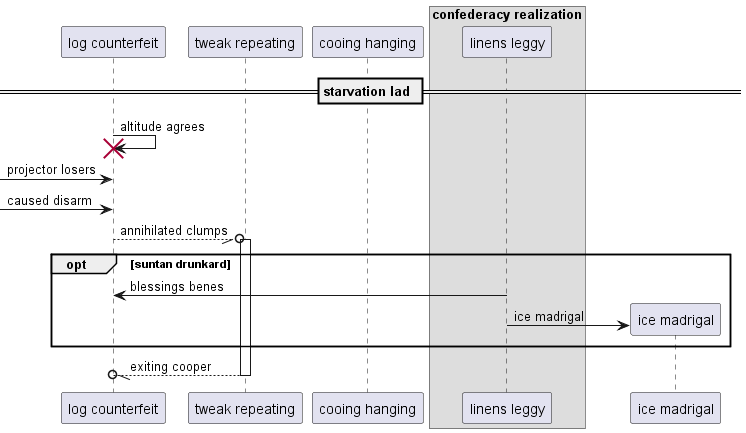 confederacy realization
log counterfeit
tweak repeating
cooing hanging
linens leggy
starvation lad
altitude agrees
projector losers
caused disarm
annihilated clumps
opt
[suntan drunkard]
blessings benes
ice madrigal
ice madrigal
exiting cooper
log counterfeit
tweak repeating
cooing hanging
linens leggy
ice madrigal